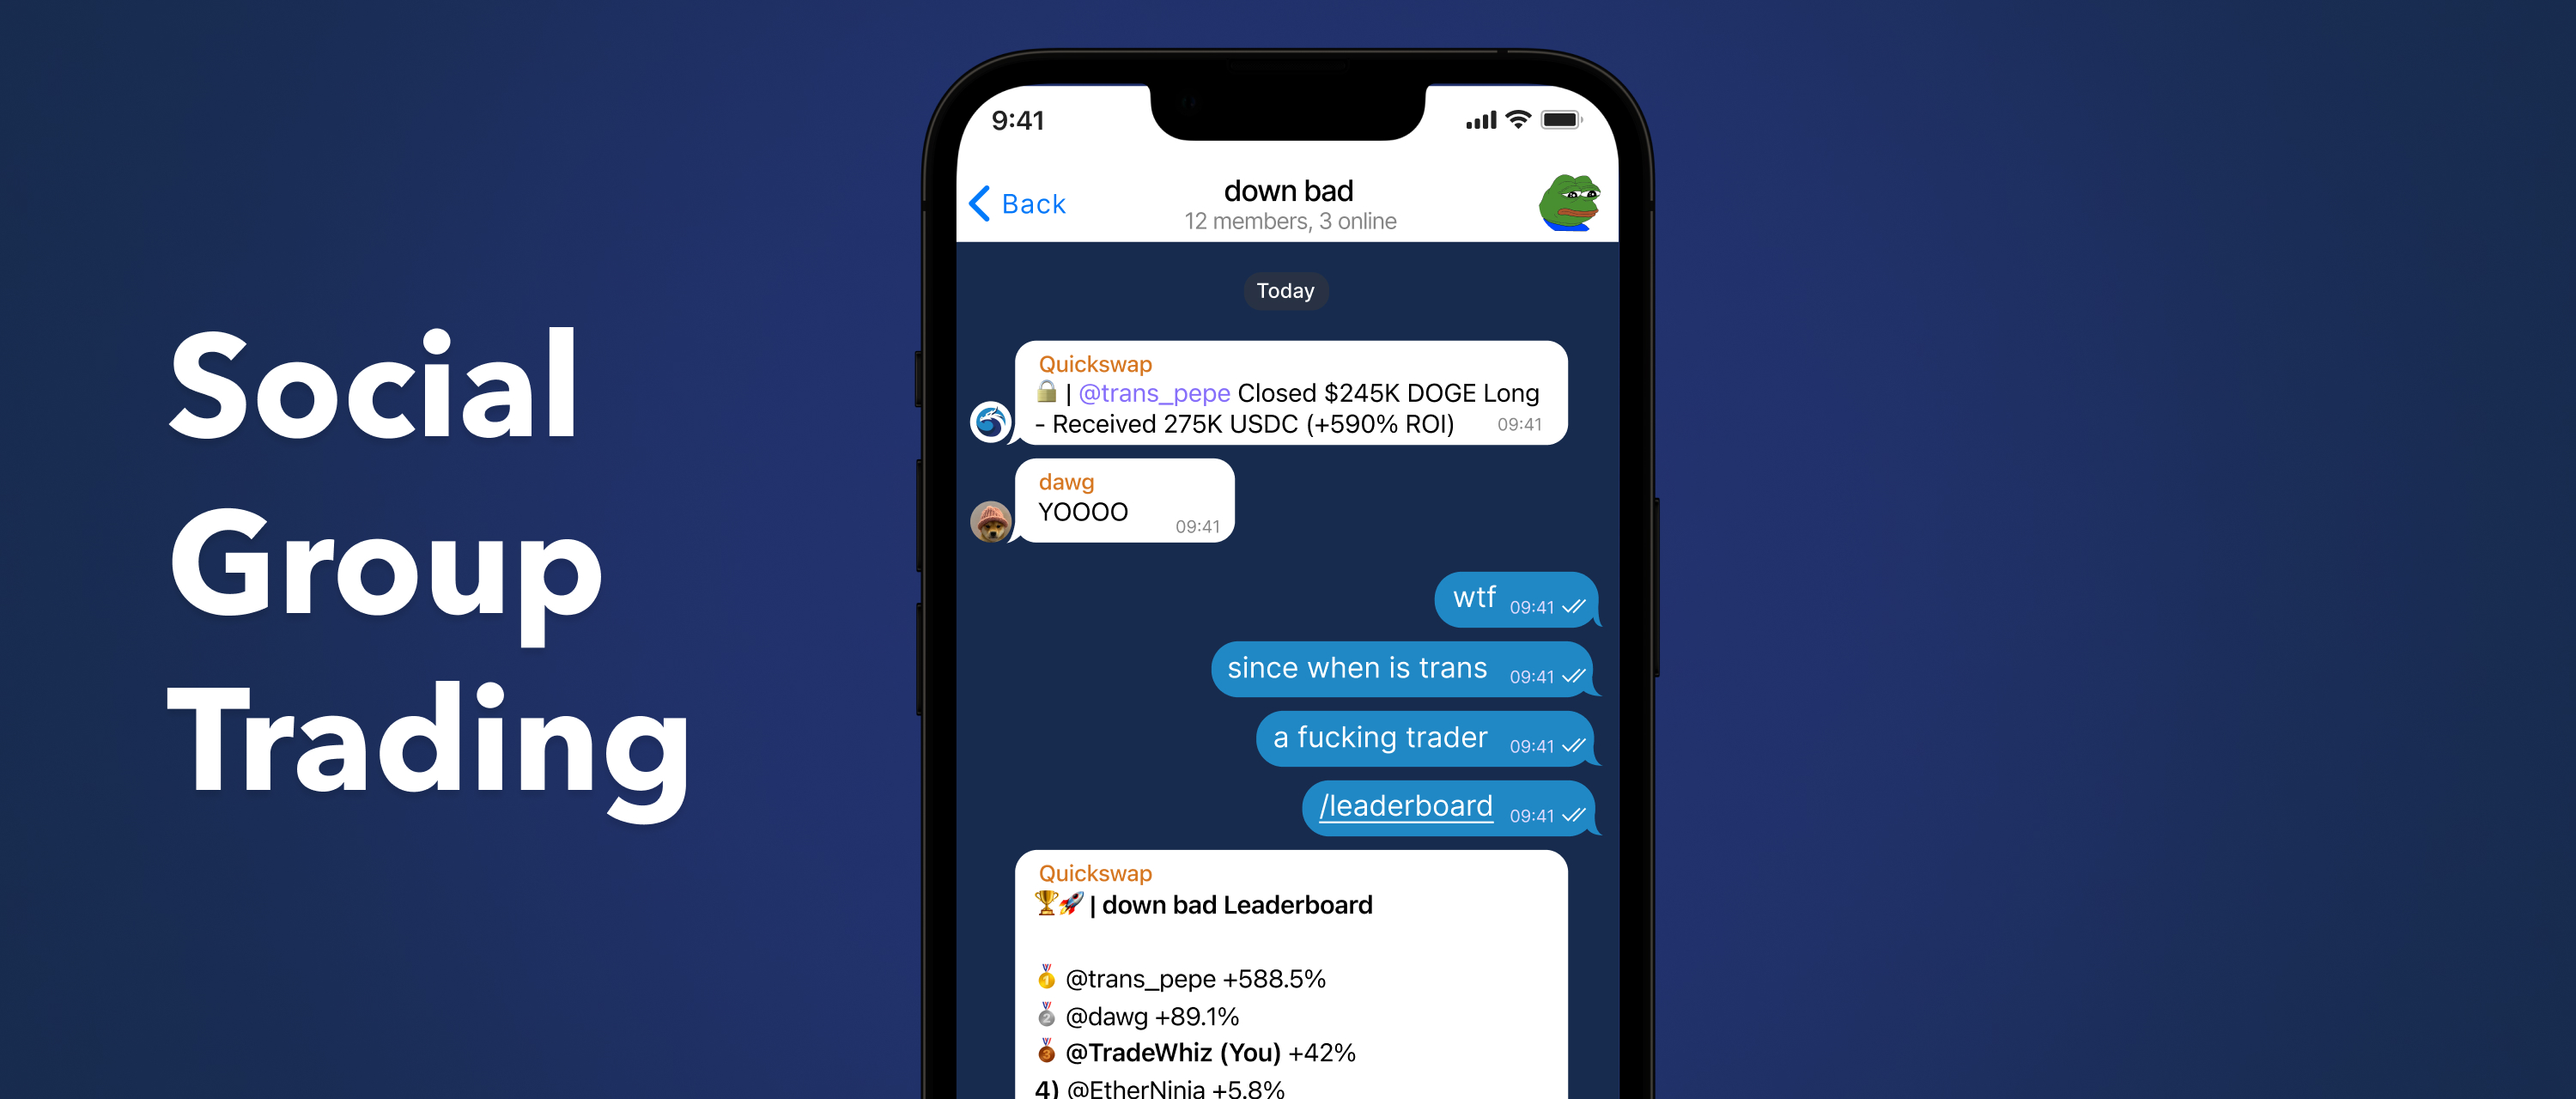 Social
Group
Trading
9:41
Back
down bad
12 members, 3 online
Today
Quickswap
🔒 | @trans_pepe Closed $245K DOGE Long
- Received 275K USDC (+590% ROI) 09:41
dawg
YOOOO 09:41
wtf 09:41
since when is trans 09:41
a fucking trader 09:41
/leaderboard 09:41
Quickswap
🏆🚀 | down bad Leaderboard
🥇 @trans_pepe +588.5%
🥈 @dawg +89.1%
🥉 @TradeWhiz (You) +42%
4) @EtherNinja +5.8%